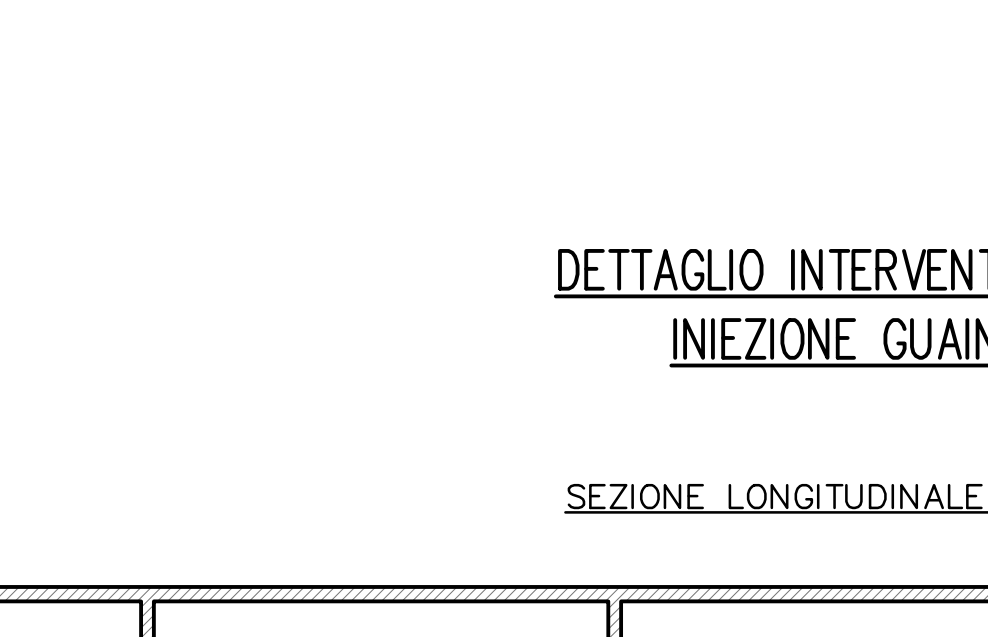 DETTAGLIO INTERVENT
INIEZIONE GUAIN
SEZIONE LONGITUDINALE